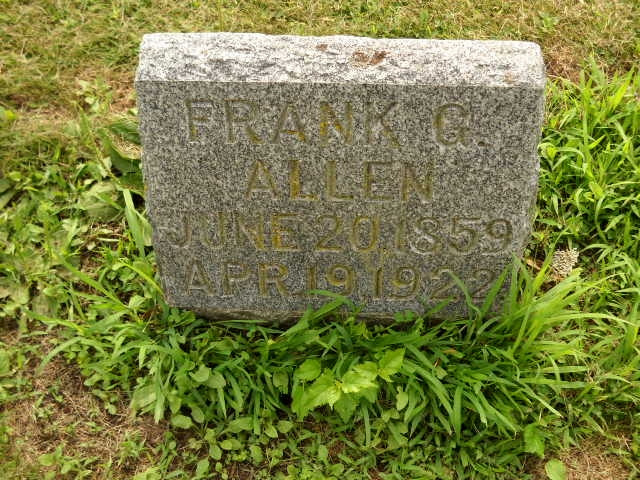 FRANK G.
ALLEN
JUNE 20, 1859
APR. 19, 1922